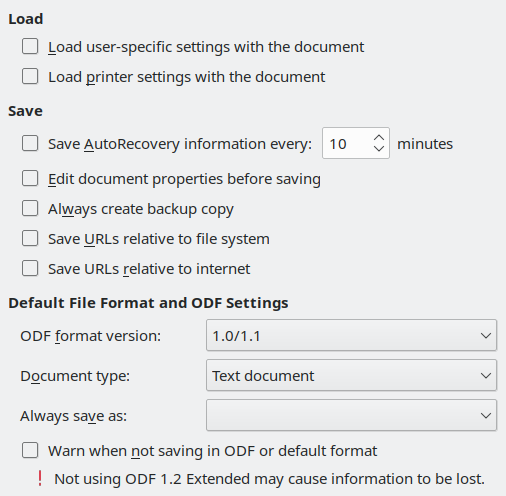 Load
Load user-specific settings with the document
Load printer settings with the document
Save
Save AutoRecovery information every: 10 minutes
Edit document properties before saving
Always create backup copy
Save URLs relative to file system
Save URLs relative to internet
Default File Format and ODF Settings
ODF format version: 1.0/1.1
Document type: Text document
Always save as:
Warn when not saving in ODF or default format
! Not using ODF 1.2 Extended may cause information to be lost.